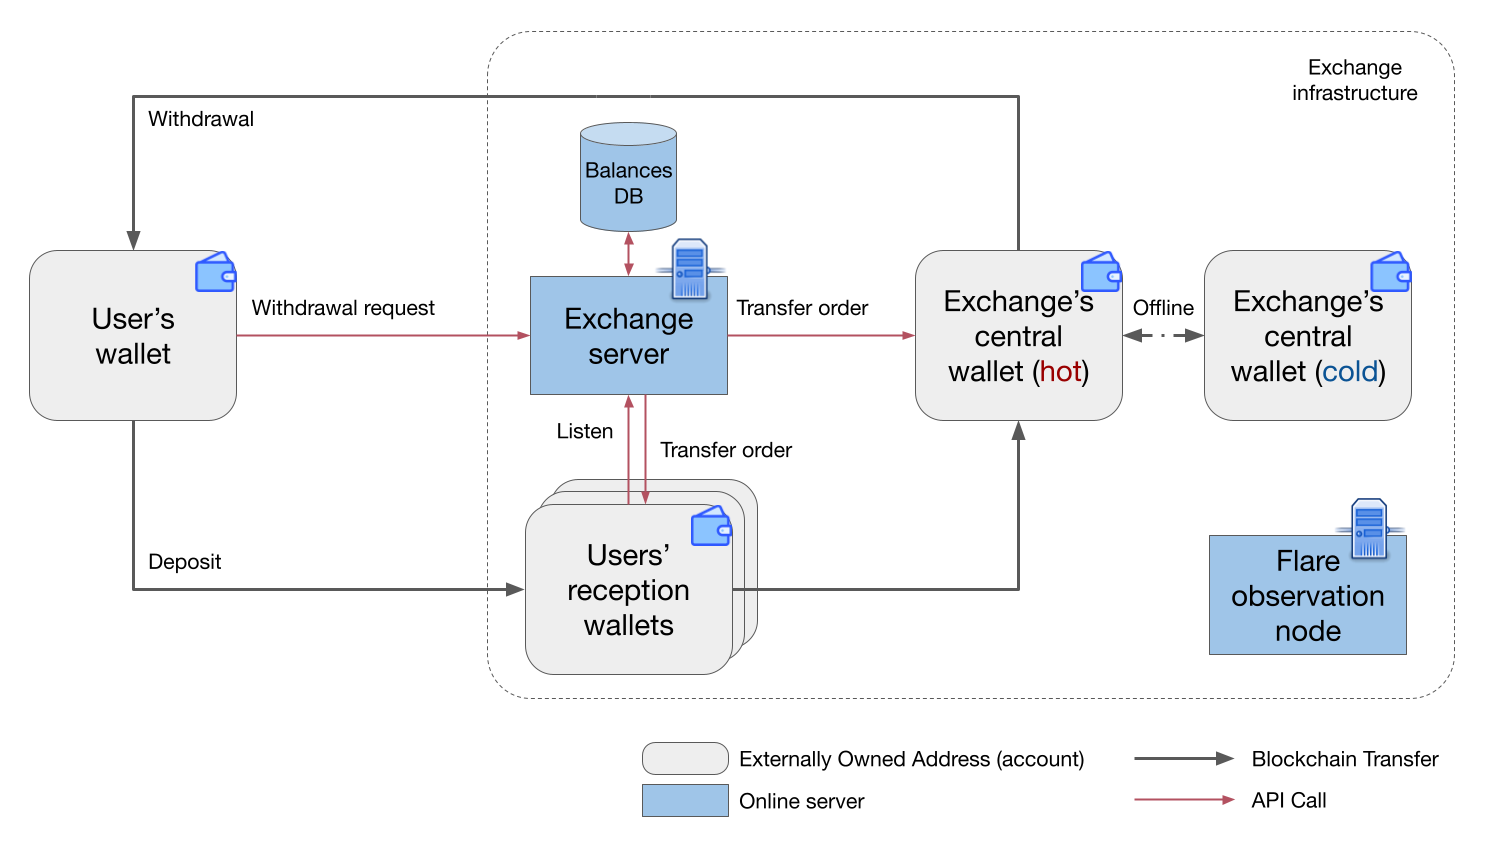 Exchange
infrastructure
Withdrawal
Balances
DB
User’s
wallet
Withdrawal request
Exchange
server
Transfer order
Exchange’s
central
wallet (hot)
Offline
Exchange’s
central
wallet (cold)
Listen
Transfer order
Deposit
Users’
reception
wallets
Flare
observation
node
Externally Owned Address (account)
Blockchain Transfer
Online server
API Call